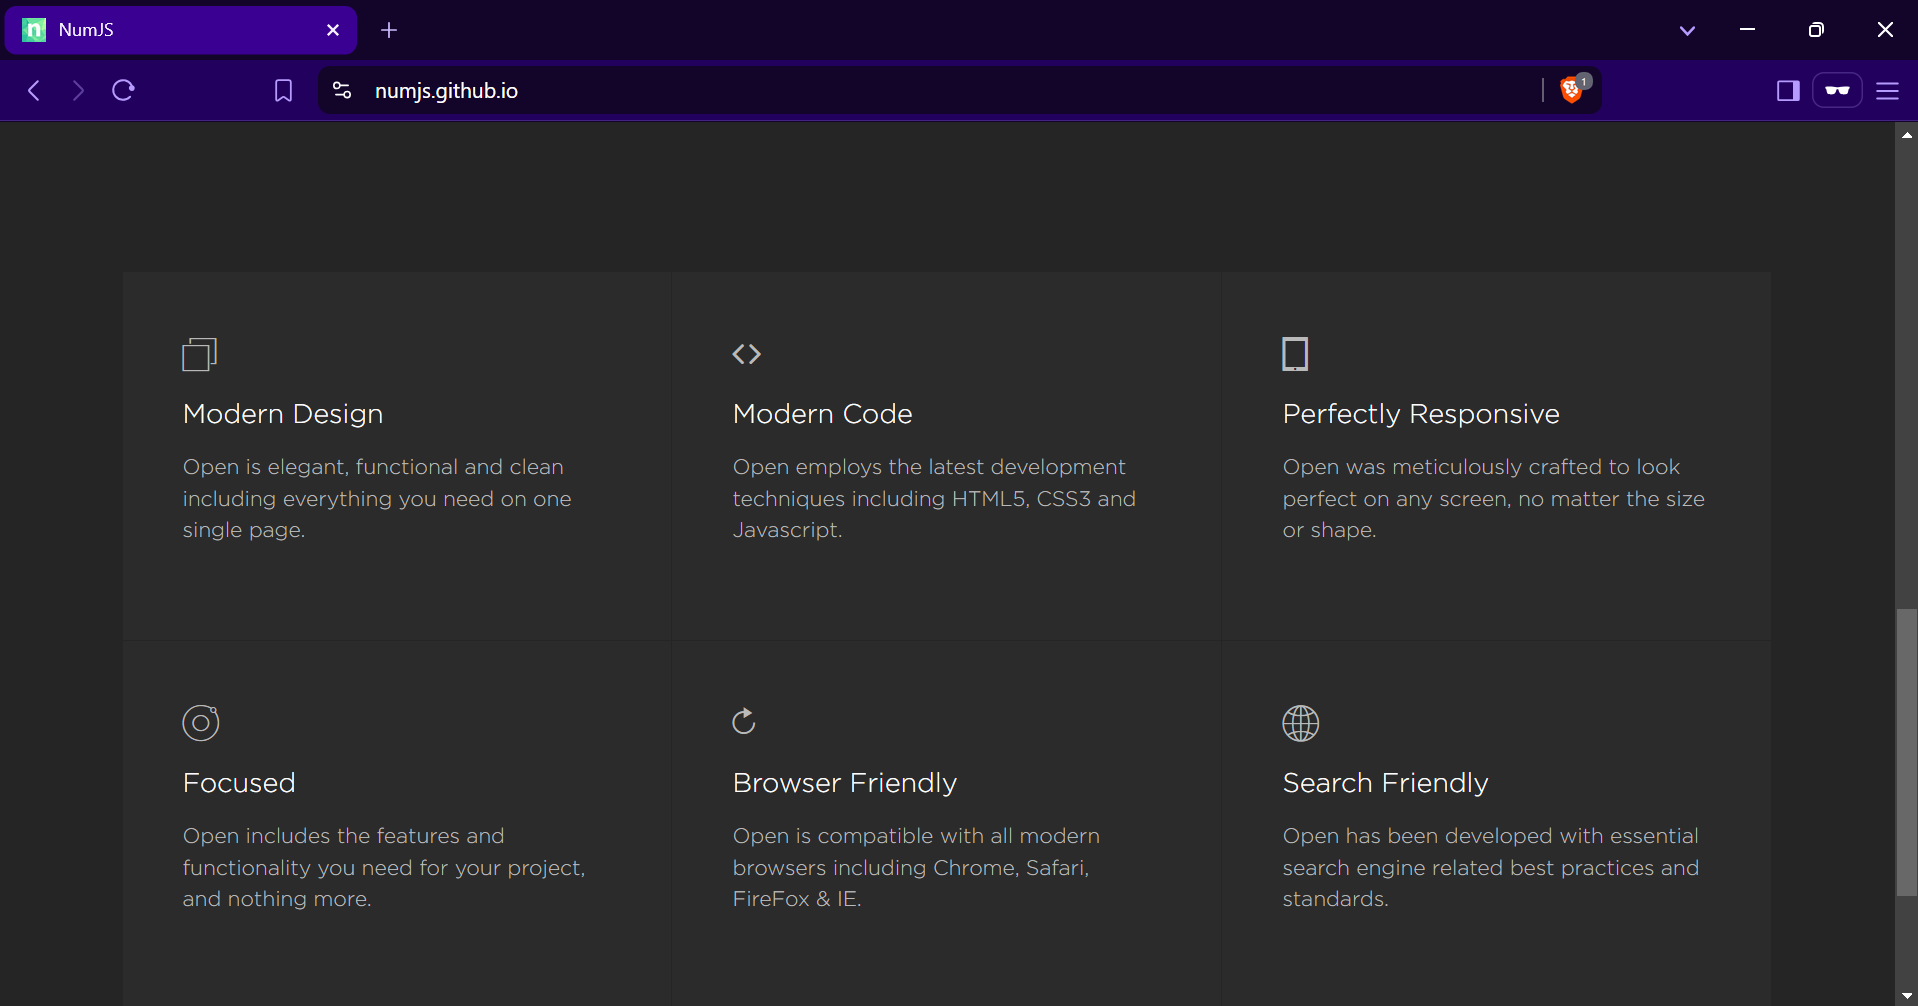 NumJS
numjs.github.io
1
Modern Design
Open is elegant, functional and clean
including everything you need on one
single page.
Modern Code
Open employs the latest development
techniques including HTML5, CSS3 and
Javascript.
Perfectly Responsive
Open was meticulously crafted to look
perfect on any screen, no matter the size
or shape.
Focused
Open includes the features and
functionality you need for your project,
and nothing more.
Browser Friendly
Open is compatible with all modern
browsers including Chrome, Safari,
FireFox & IE.
Search Friendly
Open has been developed with essential
search engine related best practices and
standards.